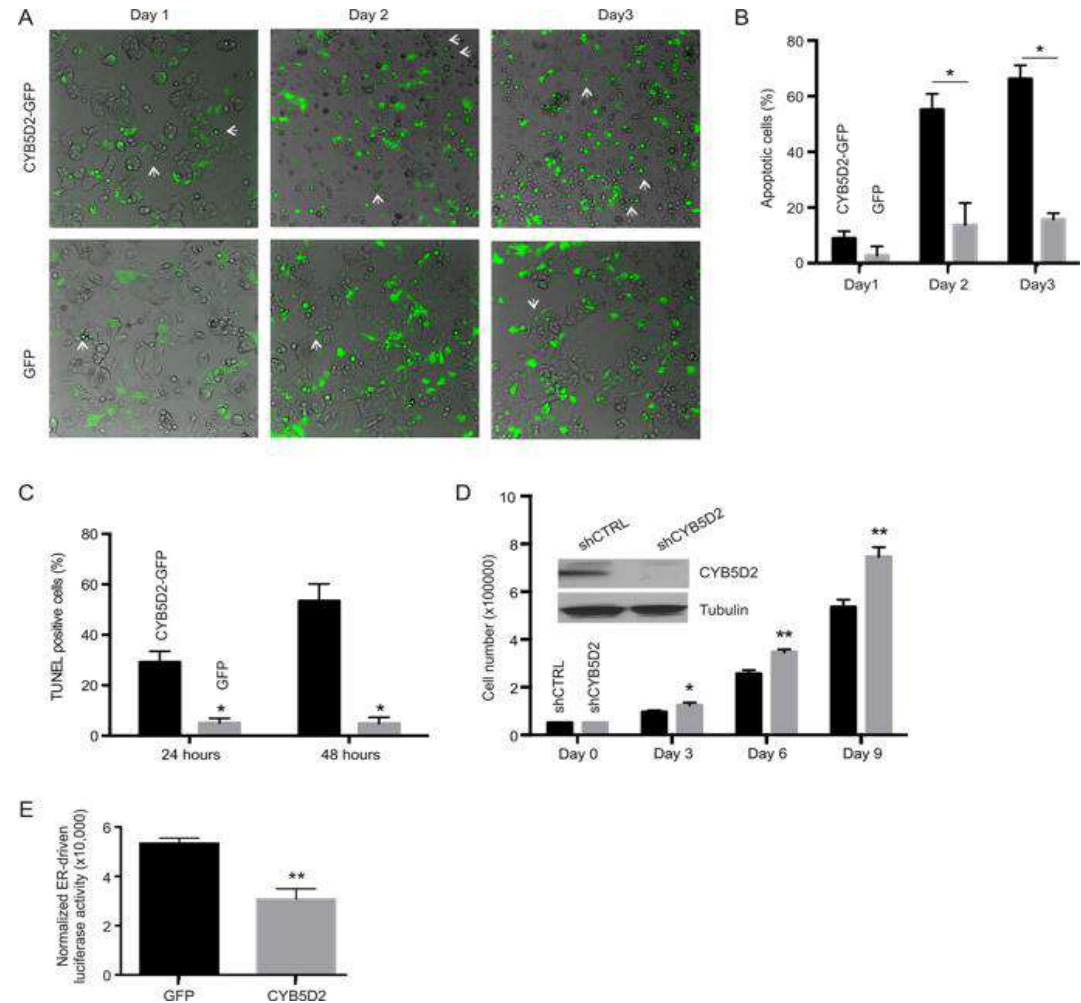 A
Day 1
Day 2
Day3
CYB5D2-GFP
GFP
B
Apoptotic cells (%)
80
60
40
20
0
CYB5D2-GFP
GFP
*
*
Day1
Day 2
Day3
C
TUNEL positive cells (%)
80
60
40
20
0
CYB5D2-GFP
GFP
*
*
24 hours
48 hours
D
Cell number (x100000)
10
8
6
4
2
0
shCTRL
shCYB5D2
CYB5D2
Tubulin
shCTRL
shCYB5D2
*
**
**
Day 0
Day 3
Day 6
Day 9
E
Normalized ER-driven
luciferase activity (x10,000)
6
4
2
0
**
GFP
CYB5D2